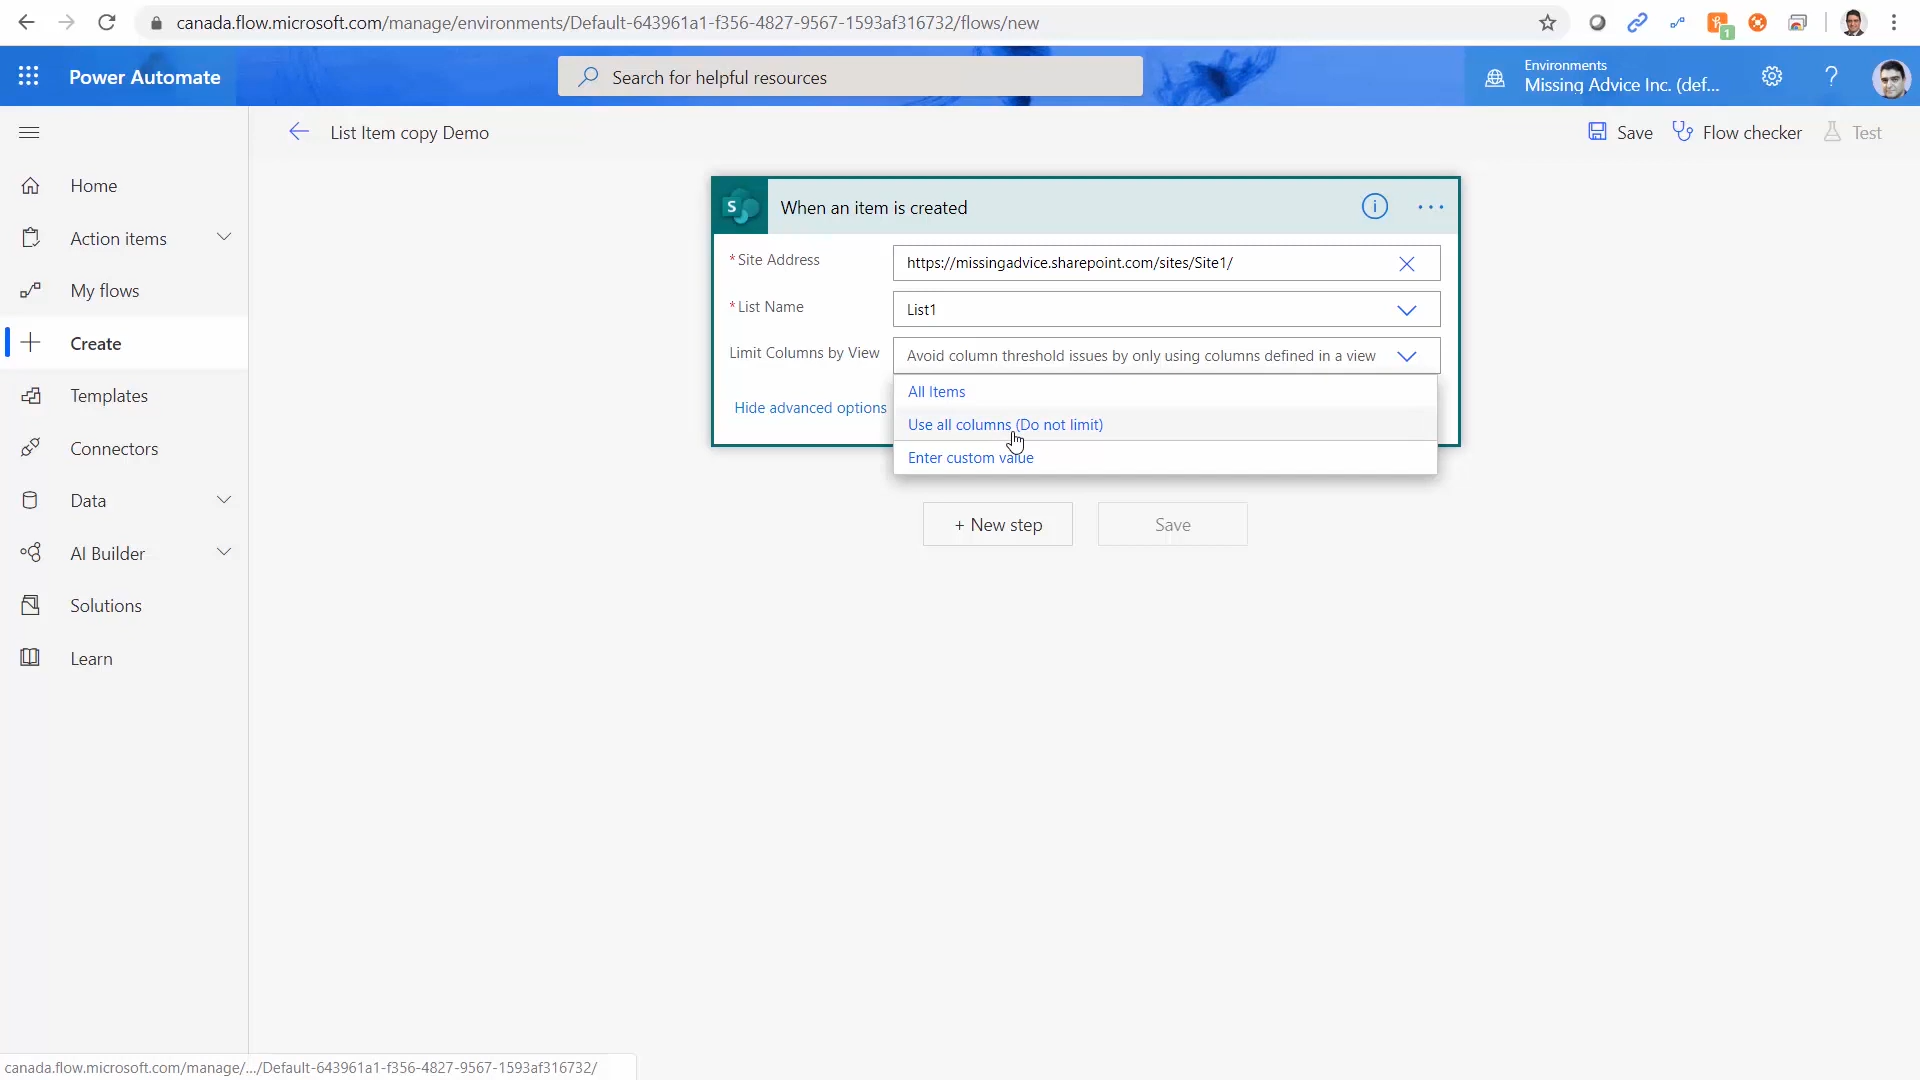 canada.flow.microsoft.com/manage/environments/Default-643961a1-f356-4827-9567-1593af316732/flows/new
1
Power Automate
Search for helpful resources
Environments
Missing Advice Inc. (def...
?
List Item copy Demo
Save
Flow checker
Test
Home
Action items
My flows
Create
Templates
Connectors
Data
AI Builder
Solutions
Learn
S
When an item is created
i
...
* Site Address
https://missingadvice.sharepoint.com/sites/Site1/
* List Name
List1
Limit Columns by View
Avoid column threshold issues by only using columns defined in a view
All Items
Hide advanced options
Use all columns (Do not limit)
Enter custom value
+ New step
Save
canada.flow.microsoft.com/manage/.../Default-643961a1-f356-4827-9567-1593af316732/